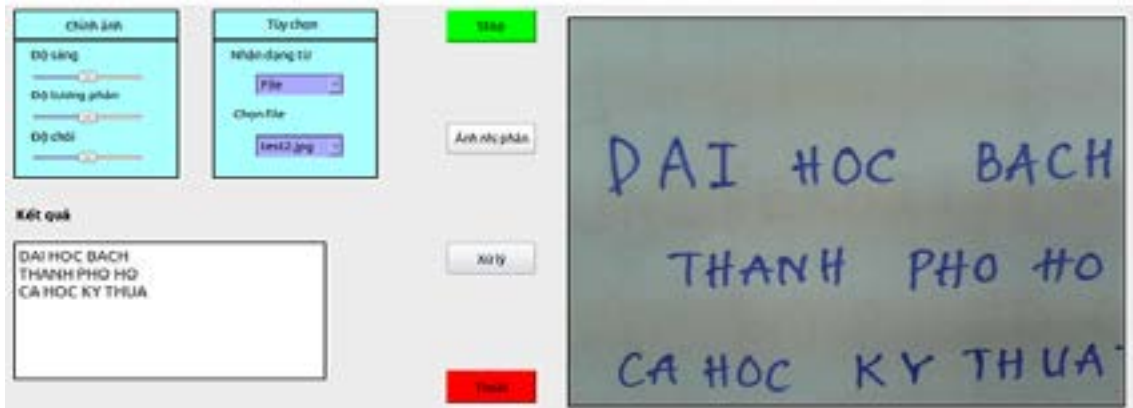 Chỉnh ảnh
Độ sáng
Độ tương phản
Độ chói
Tùy chọn
Nhận dạng từ
File
Chọn File
test2.jpg
Stop
Ảnh nhị phân
Xử lý
Thoát
Kết quả
DAI HOC BACH
THANH PHO HO
CA HOC KY THUA
DAI HOC BACH
THANH PHO HO
CA HOC KY THUA